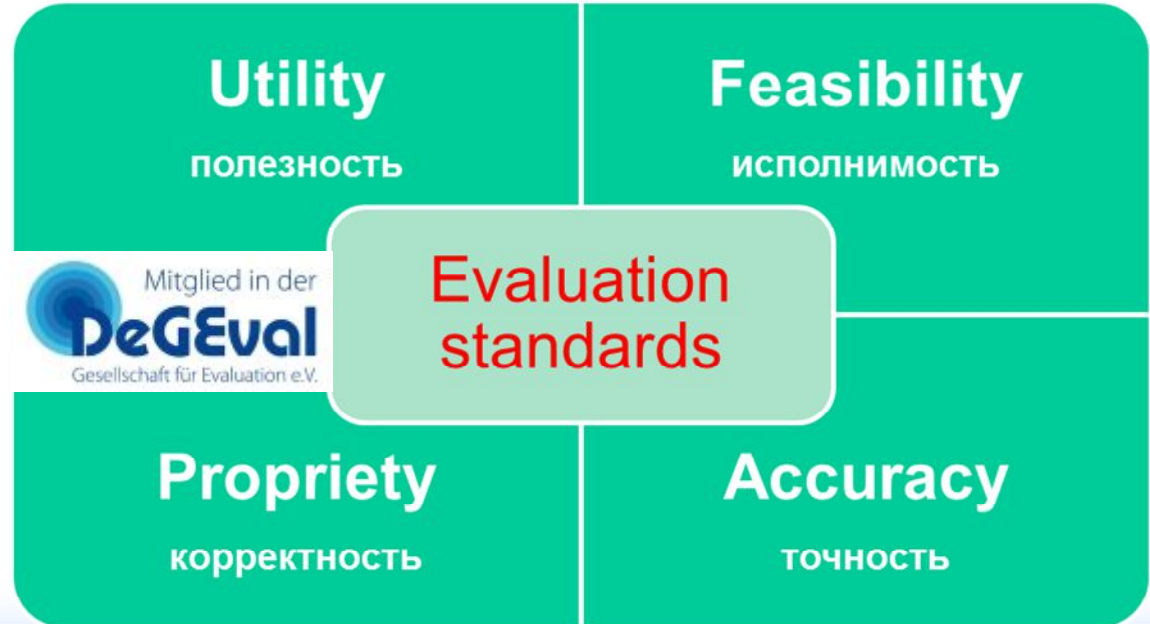 Utility
полезность
Feasibility
исполнимость
Mitglied in der
DeGEval
Gesellschaft für Evaluation e.V.
Evaluation
standards
Propriety
корректность
Accuracy
точность